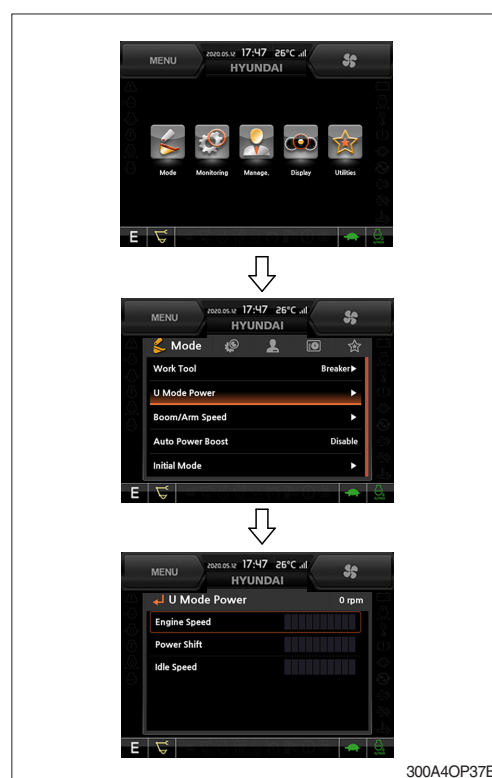 MENU 2020.05.12 17:47 26°C
HYUNDAI
Mode Monitoring Manage. Display Utilities
E
MENU 2020.05.12 17:47 26°C
HYUNDAI
Mode
Work Tool Breaker▶
U Mode Power ▶
Boom/Arm Speed ▶
Auto Power Boost Disable
Initial Mode ▶
E
MENU 2020.05.12 17:47 26°C
HYUNDAI
U Mode Power 0 rpm
Engine Speed
Power Shift
Idle Speed
E
300A4OP37E